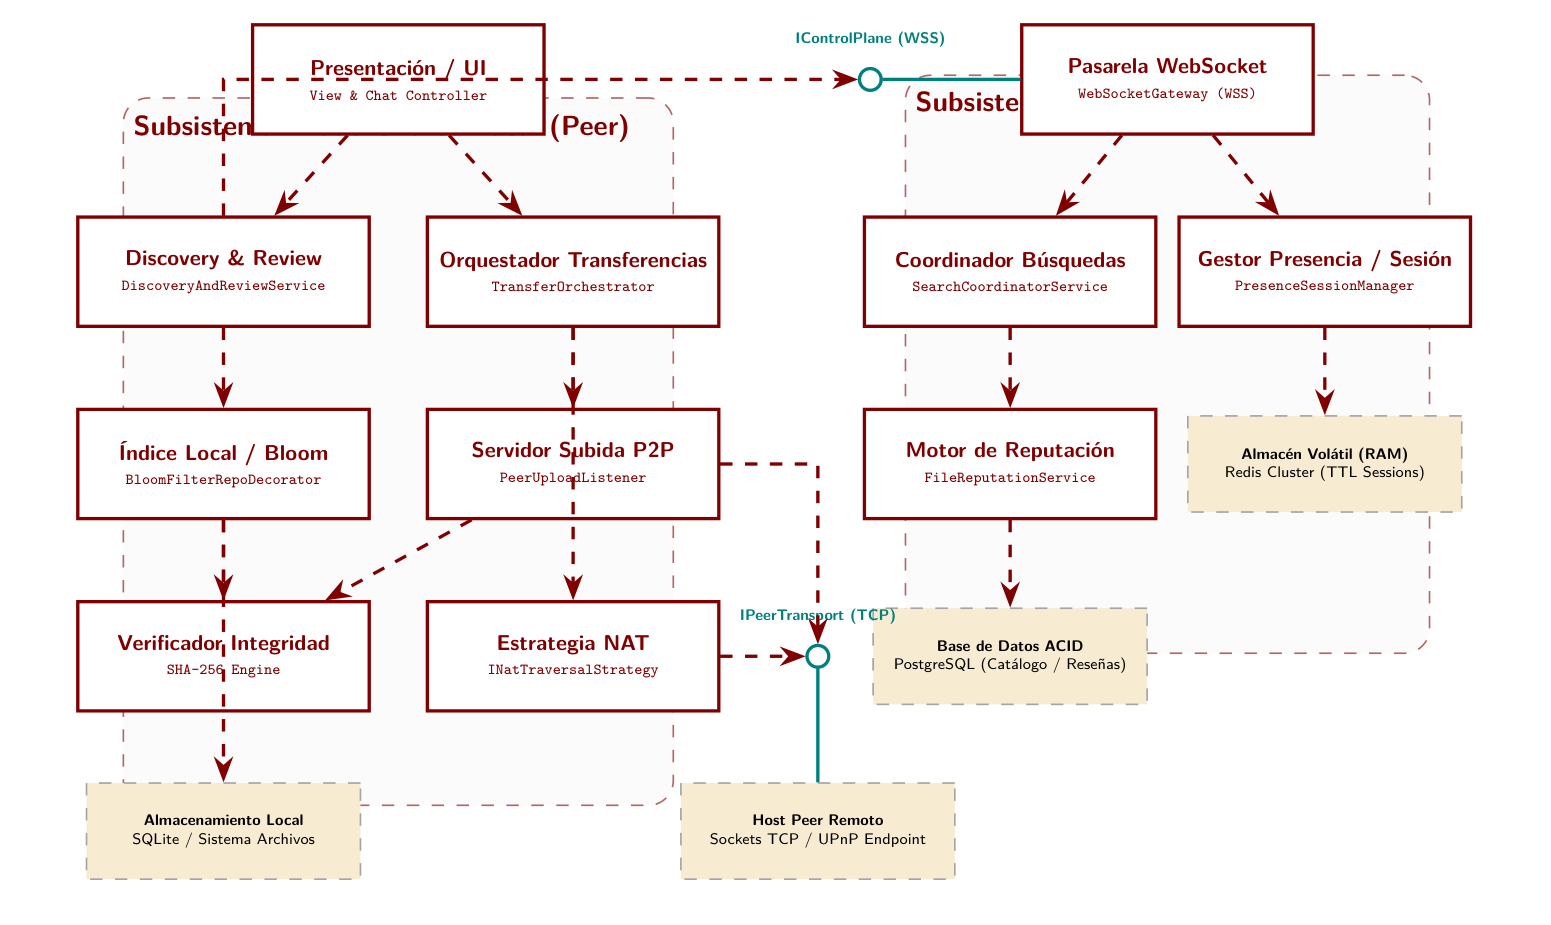 IControlPlane (WSS)
Presentación / UI
View & Chat Controller
Pasarela WebSocket
WebSocketGateway (WSS)
(Peer)
Discovery & Review
DiscoveryAndReviewService
Orquestador Transferencias
TransferOrchestrator
Coordinador Búsquedas
SearchCoordinatorService
Gestor Presencia / Sesión
PresenceSessionManager
Índice Local / Bloom
BloomFilterRepoDecorator
Servidor Subida P2P
PeerUploadListener
Motor de Reputación
FileReputationService
Almacén Volátil (RAM)
Redis Cluster (TTL Sessions)
IPeerTransport (TCP)
Verificador Integridad
SHA-256 Engine
Estrategia NAT
INatTraversalStrategy
Base de Datos ACID
PostgreSQL (Catálogo / Reseñas)
Almacenamiento Local
SQLite / Sistema Archivos
Host Peer Remoto
Sockets TCP / UPnP Endpoint